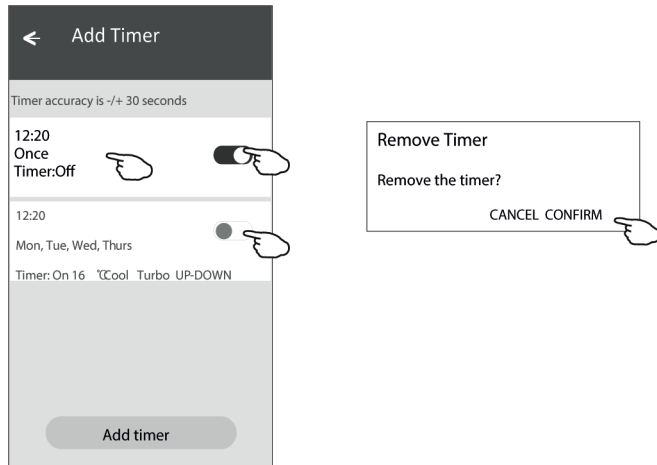 Add Timer
Timer accuracy is -/+ 30 seconds
12:20
Once
Timer:Off
12:20
Mon, Tue, Wed, Thurs
Timer: On 16 ℃Cool Turbo UP-DOWN
Add timer
Remove Timer
Remove the timer?
CANCEL CONFIRM